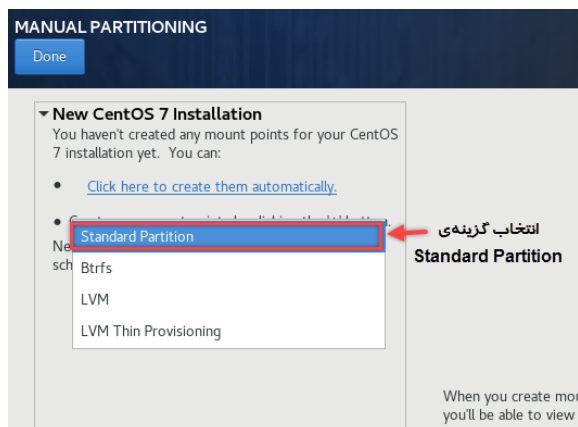 MANUAL PARTITIONING
Done
New CentOS 7 Installation
You haven't created any mount points for your CentOS
7 installation yet. You can:
Click here to create them automatically.
Standard Partition
Btrfs
LVM
LVM Thin Provisioning
انتخاب گزینه‌ی
Standard Partition
When you create mou
you'll be able to view